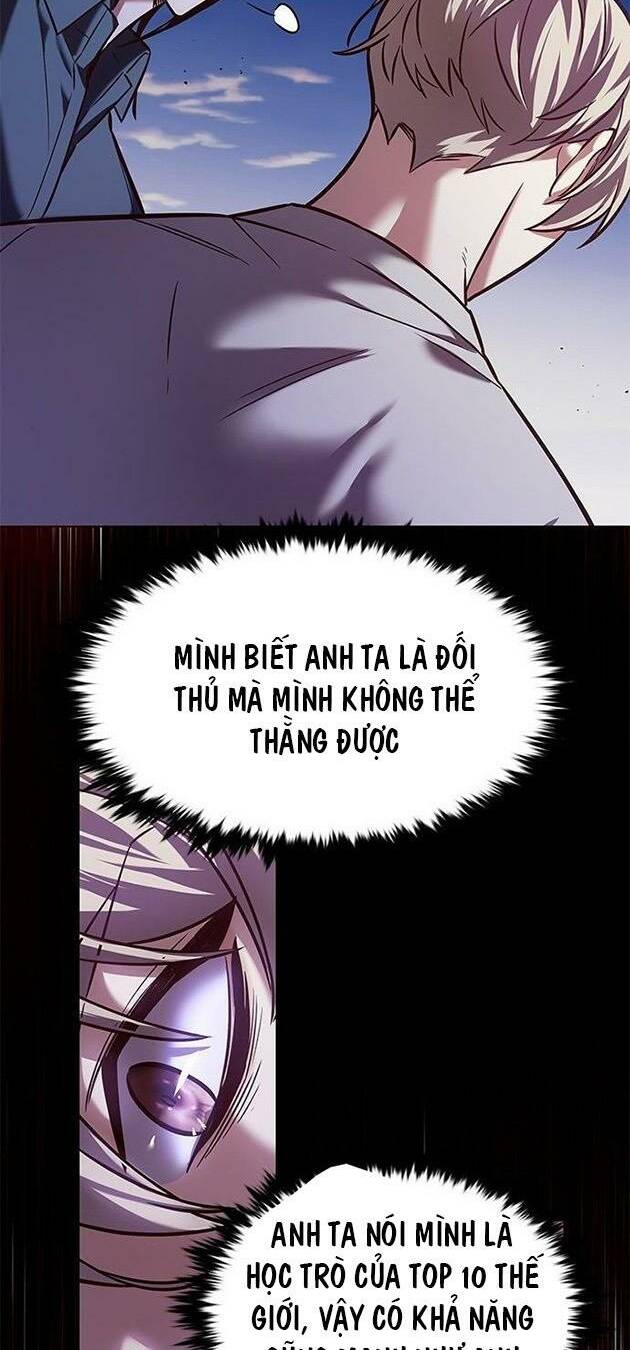 MÌNH BIẾT ANH TA LÀ ĐỐI
THỦ MÀ MÌNH KHÔNG THỂ
THẰNG ĐƯỢC
ANH TA NÓI MÌNH LÀ
HỌC TRÒ CỦA TOP 10 THẾ
GIỚI, VẬY CÓ KHẢ NĂNG